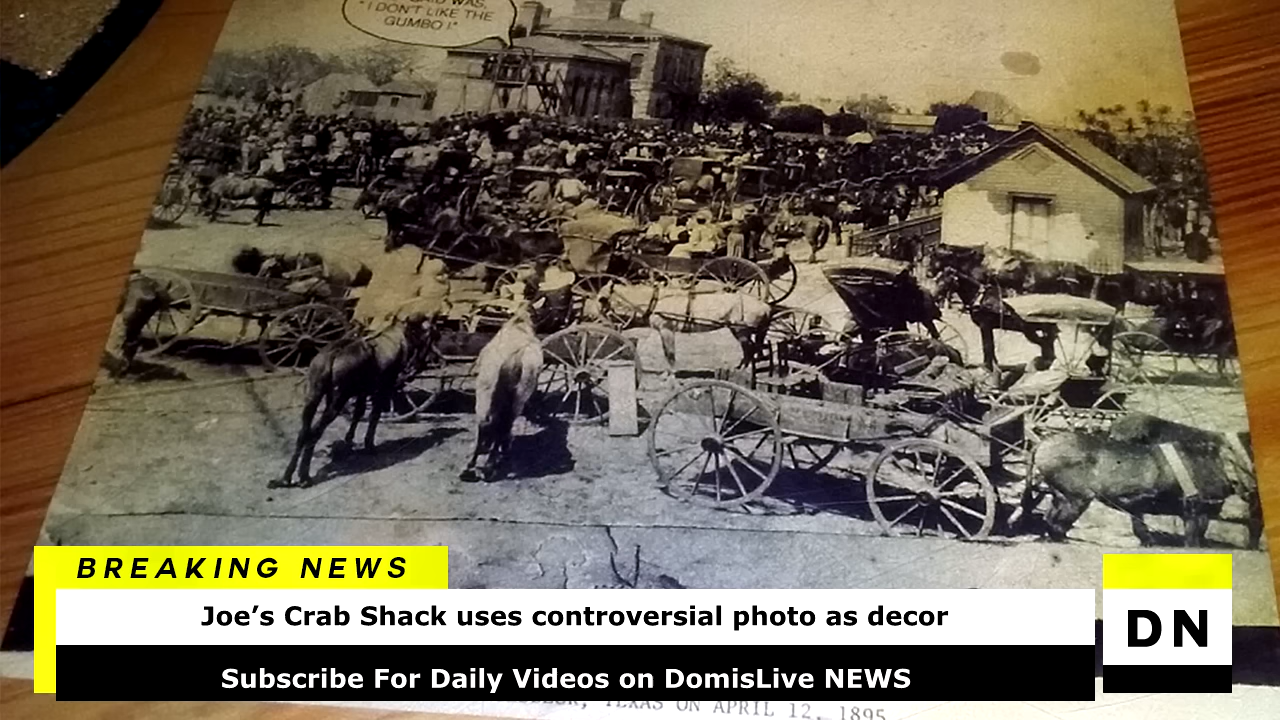 SAID WAS,
"I DON'T LIKE THE
GUMBO!"
BREAKING NEWS
Joe's Crab Shack uses controversial photo as decor
DN
Subscribe For Daily Videos on DomisLive NEWS
TEXAS ON APRIL 12, 1895